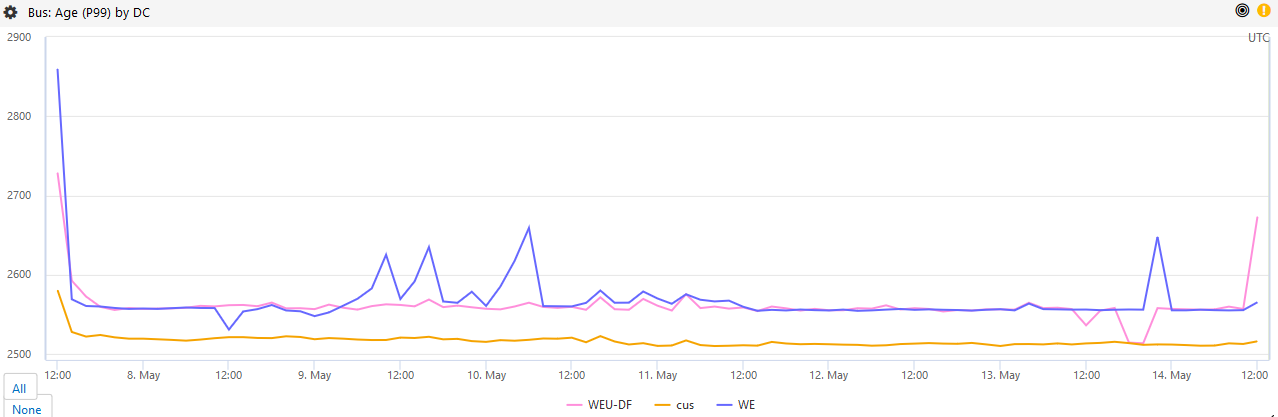 Bus: Age (P99) by DC
2900
UTC
2800
2700
2600
2500
12:00 8. May 12:00 9. May 12:00 10. May 12:00 11. May 12:00 12. May 12:00 13. May 12:00 14. May 12:00
All
None
WEU-DF cus WE